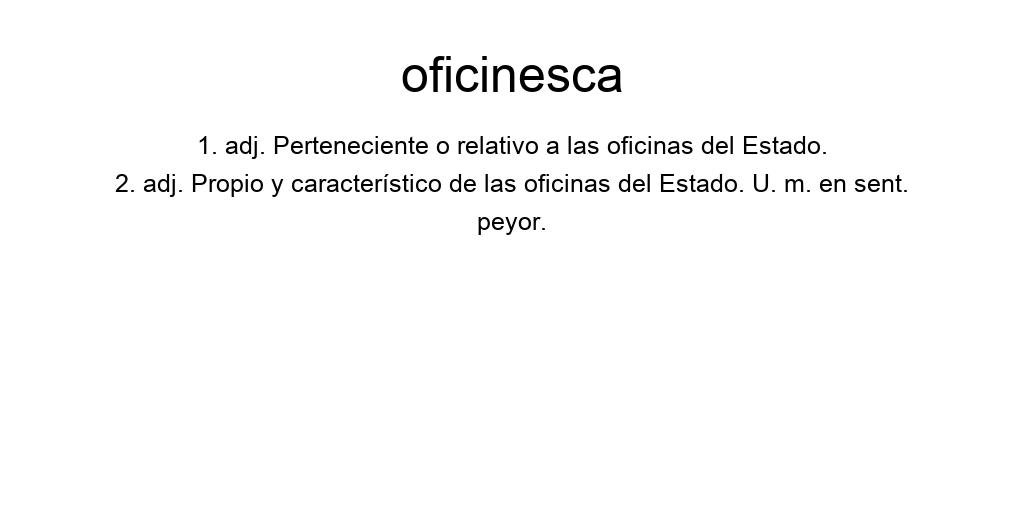 oficinesca
1. adj. Perteneciente o relativo a las oficinas del Estado.
2. adj. Propio y característico de las oficinas del Estado. U. m. en sent.
peyor.